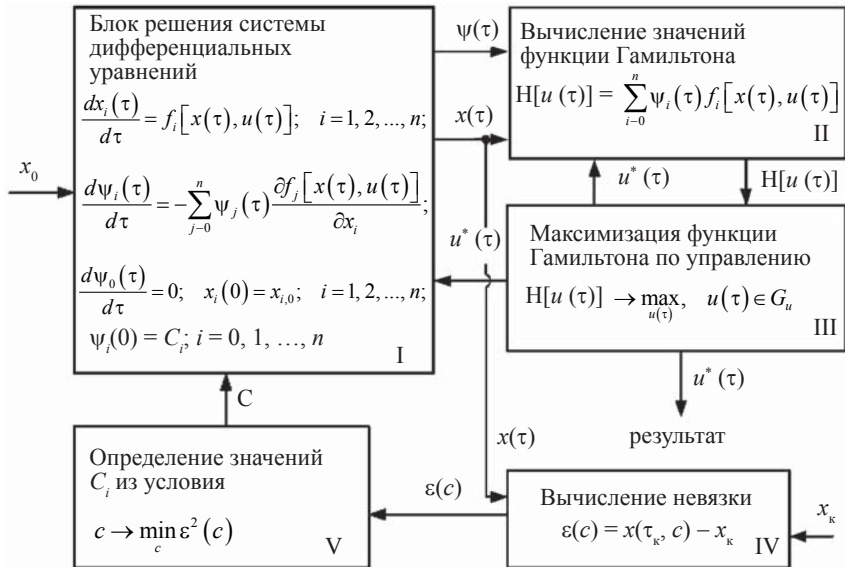 Блок решения системы
дифференциальных
уравнений
dx_i(τ)/dτ = f_i[x(τ), u(τ)]; i = 1, 2, ..., n;
dψ_i(τ)/dτ = −∑_{j−0}^{n} ψ_j(τ) ∂f_j[x(τ), u(τ)]/∂x_i;
dψ_0(τ)/dτ = 0; x_i(0) = x_{i,0}; i = 1, 2, ..., n;
ψ_i(0) = C_i; i = 0, 1, …, n
I
x_0
ψ(τ)
x(τ)
Вычисление значений
функции Гамильтона
H[u (τ)] = ∑_{i−0}^{n} ψ_i(τ) f_i[x(τ), u(τ)]
II
u* (τ)
H[u (τ)]
u* (τ)
Максимизация функции
Гамильтона по управлению
H[u (τ)] → max_{u(τ)}, u(τ) ∈ G_u
III
u* (τ)
результат
C
x(τ)
Определение значений
C_i из условия
c → min_c ε²(c)
V
ε(c)
Вычисление невязки
ε(c) = x(τ_к, c) − x_к
IV
x_к